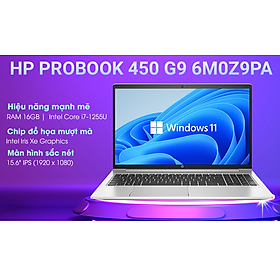 HP PROBOOK 450 G9 6M0Z9PA
Hiệu năng mạnh mẽ
RAM 16GB | Intel Core i7-1255U
Chip đồ họa mượt mà
Intel Iris Xe Graphics
Màn hình sắc nét
15.6" IPS (1920 x 1080)
Windows 11